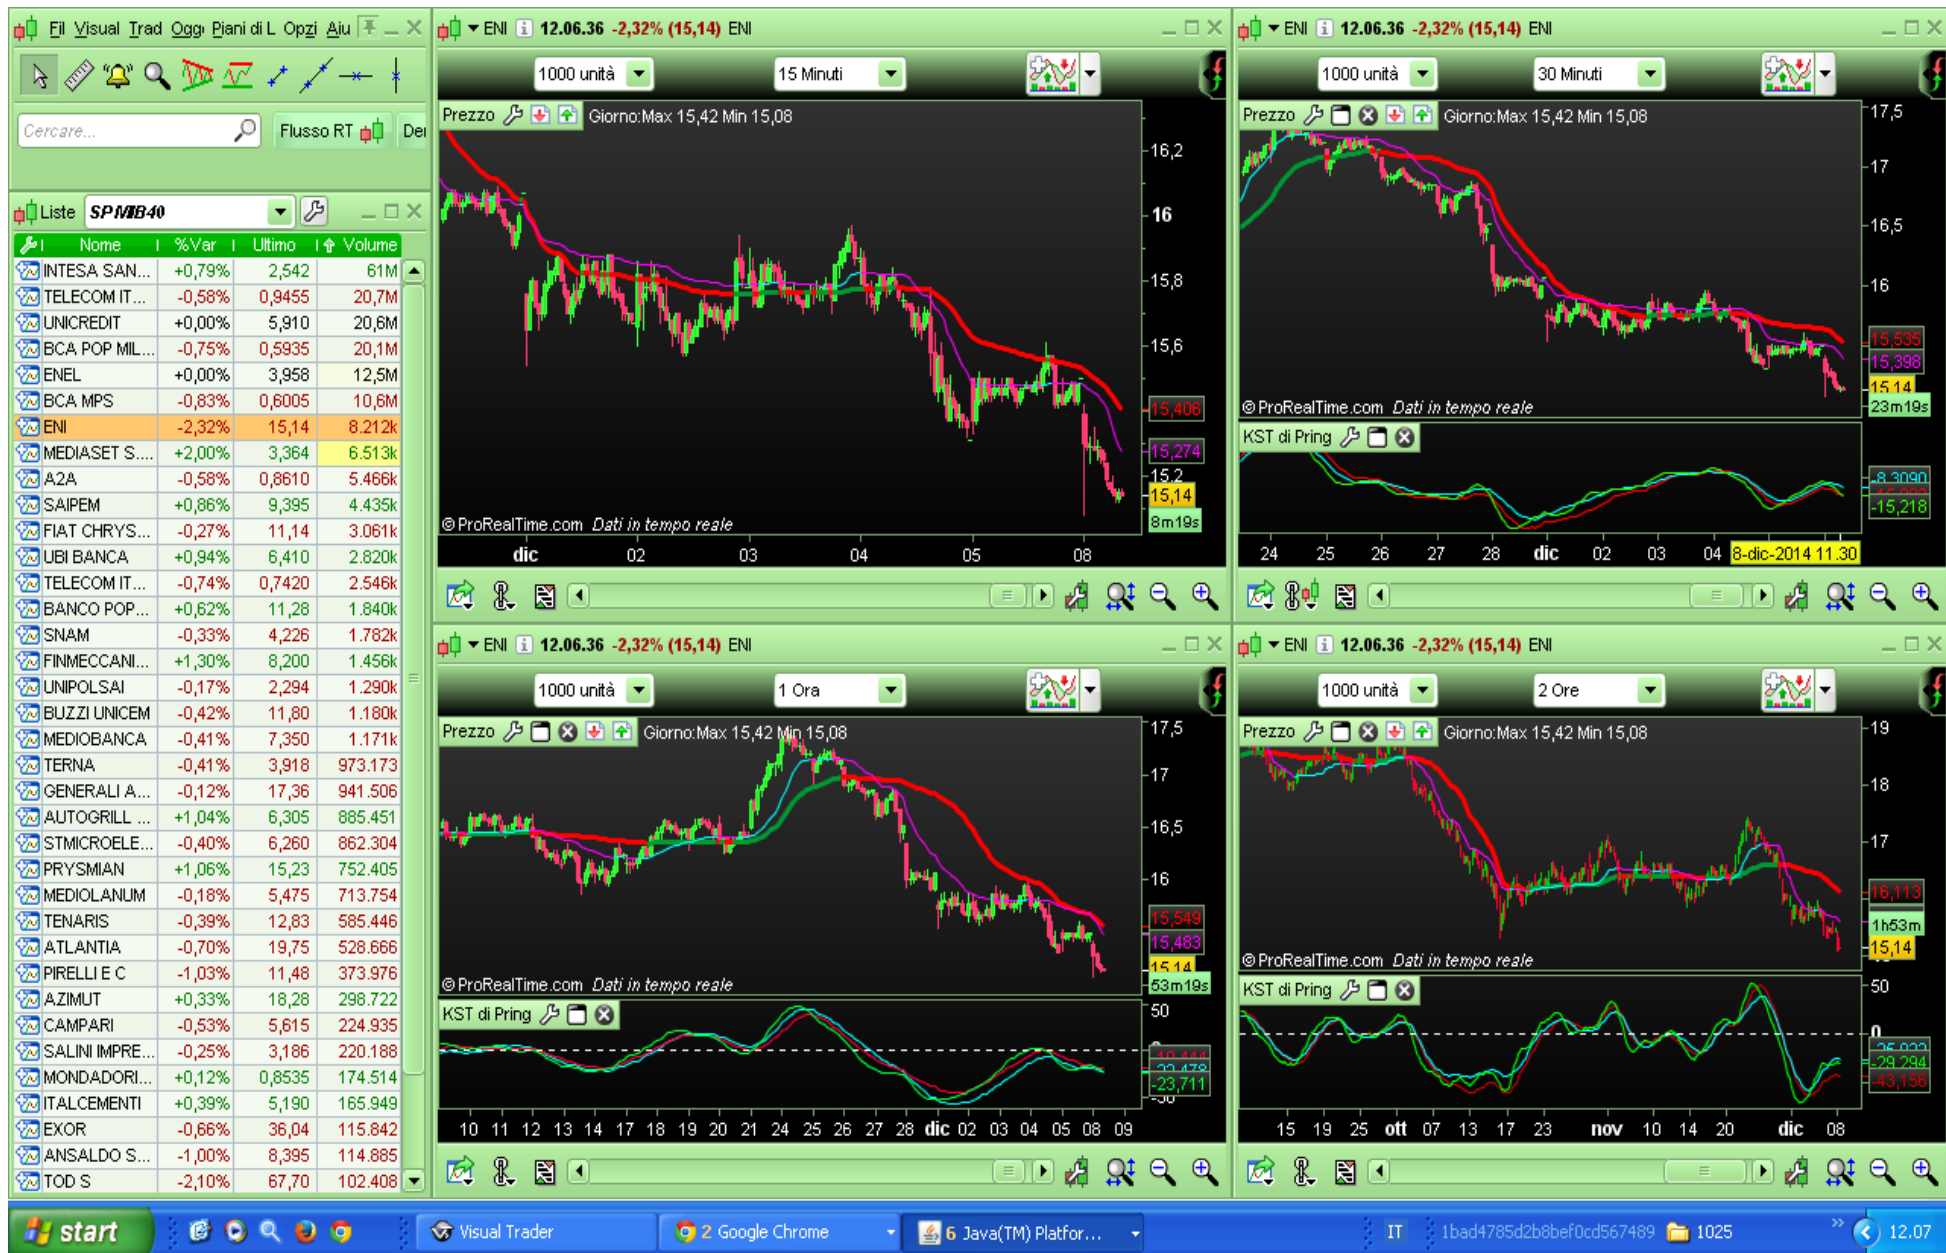 Fil Visual Trad Oggi Piani di L Opzi Aiu
Cercare...
Flusso RT
Liste SPMIB40
Nome %Var Ultimo Volume
INTESA SAN... +0,79% 2,542 61M
TELECOM IT... -0,58% 0,9455 20,7M
UNICREDIT +0,00% 5,910 20,6M
BCA POP MIL... -0,75% 0,5935 20,1M
ENEL +0,00% 3,958 12,5M
BCA MPS -0,83% 0,6005 10,6M
ENI -2,32% 15,14 8.212k
MEDIASET S.... +2,00% 3,364 6.513k
A2A -0,58% 0,8610 5.466k
SAIPEM +0,86% 9,395 4.435k
FIAT CHRYS... -0,27% 11,14 3.061k
UBI BANCA +0,94% 6,410 2.820k
TELECOM IT... -0,74% 0,7420 2.546k
BANCO POP... +0,62% 11,28 1.840k
SNAM -0,33% 4,226 1.782k
FINMECCANI... +1,30% 8,200 1.456k
UNIPOLSAI -0,17% 2,294 1.290k
BUZZI UNICEM -0,42% 11,80 1.180k
MEDIOBANCA -0,41% 7,350 1.171k
TERNA -0,41% 3,918 973.173
GENERALI A... -0,12% 17,36 941.506
AUTOGRILL ... +1,04% 6,305 885.451
STMICROELE... -0,40% 6,260 862.304
PRYSMIAN +1,06% 15,23 752.405
MEDIOLANUM -0,18% 5,475 713.754
TENARIS -0,39% 12,83 585.446
ATLANTIA -0,70% 19,75 528.666
PIRELLI E C -1,03% 11,48 373.976
AZIMUT +0,33% 18,28 298.722
CAMPARI -0,53% 5,615 224.935
SALINI IMPRE... -0,25% 3,186 220.188
MONDADORI... +0,12% 0,8535 174.514
ITALCEMENTI +0,39% 5,190 165.949
EXOR -0,66% 36,04 115.842
ANSALDO S... -1,00% 8,395 114.885
TOD S -2,10% 67,70 102.408
ENI 12.06.36 -2,32% (15,14) ENI
1000 unità 15 Minuti
Prezzo Giorno:Max 15,42 Min 15,08
16,2
16
15,8
15,6
15,406
15,274
15,2
15,14
8m19s
© ProRealTime.com Dati in tempo reale
dic 02 03 04 05 08
ENI 12.06.36 -2,32% (15,14) ENI
1000 unità 30 Minuti
Prezzo Giorno:Max 15,42 Min 15,08
17,5
17
16,5
16
15,535
15,398
15,14
23m19s
© ProRealTime.com Dati in tempo reale
KST di Pring
-8,3090
-15,218
24 25 26 27 28 dic 02 03 04 8-dic-2014 11.30
ENI 12.06.36 -2,32% (15,14) ENI
1000 unità 1 Ora
Prezzo Giorno:Max 15,42 Min 15,08
17,5
17
16,5
16
15,549
15,483
15,14
53m19s
© ProRealTime.com Dati in tempo reale
KST di Pring
50
-23,711
10 11 12 13 14 17 18 19 20 21 24 25 26 27 28 dic 02 03 04 05 08 09
ENI 12.06.36 -2,32% (15,14) ENI
1000 unità 2 Ore
Prezzo Giorno:Max 15,42 Min 15,08
19
18
17
16,113
1h53m
15,14
© ProRealTime.com Dati in tempo reale
KST di Pring
50
0
-29,294
-43,156
15 19 25 ott 07 13 17 23 nov 10 14 20 dic 08
start Visual Trader 2 Google Chrome 6 Java(TM) Platfor... IT 1bad4785d2b8bef0cd567489 1025 12.07